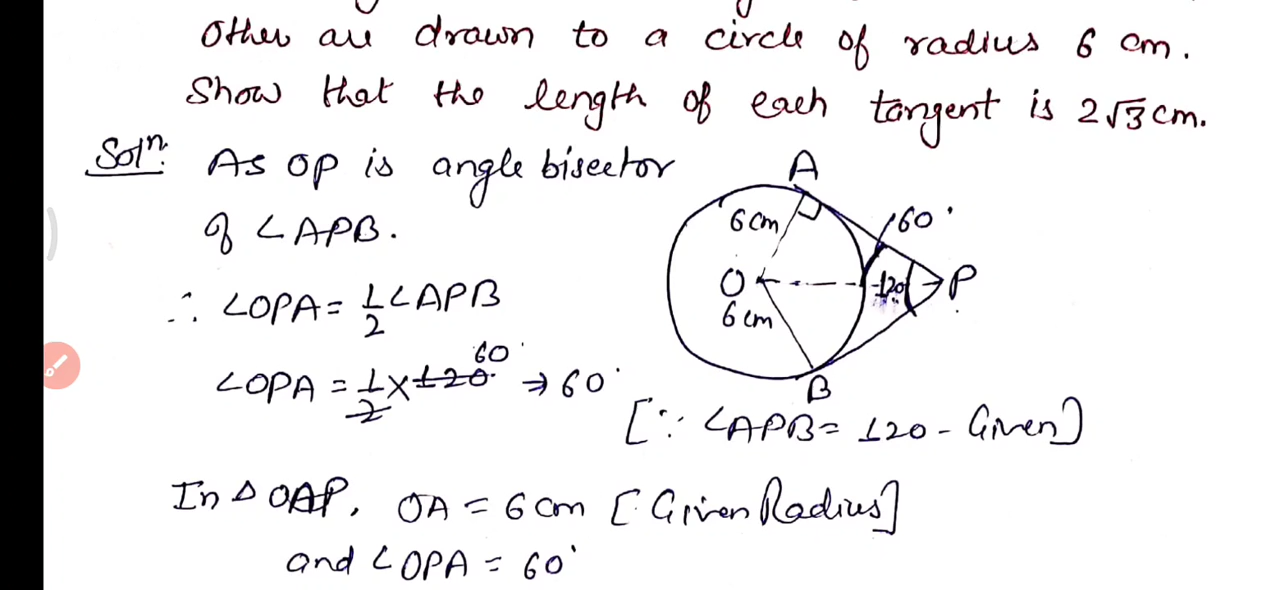 Other are drawn to a circle of radius 6 cm.
Show that the length of each tangent is 2√3 cm.
Solⁿ. As OP is angle bisector
of ∠APB.
∴ ∠OPA = 1/2 ∠APB
∠OPA = 1/2 × 120° 60° ⇒ 60°
A
6 cm
60°
O
120
P
6 cm
B
[∵ ∠APB = 120 - Given]
In △ OAP, OA = 6 cm [Given Radius]
and ∠OPA = 60°